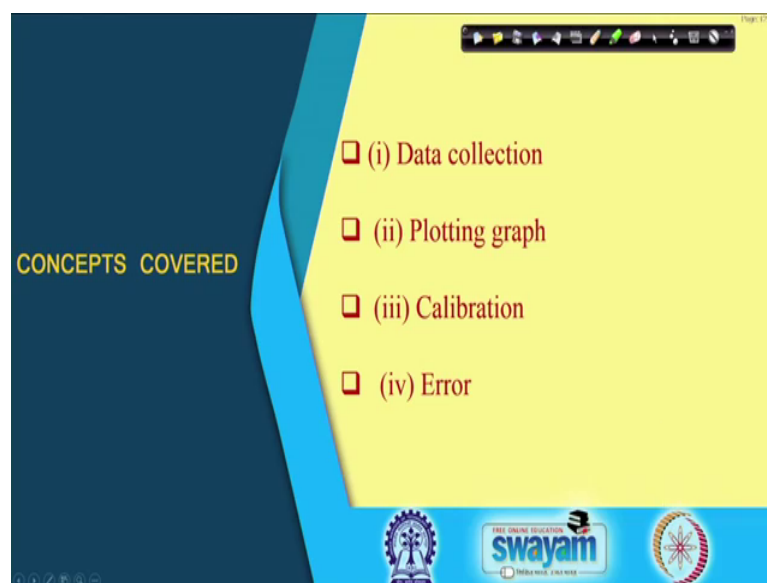 CONCEPTS COVERED
(i) Data collection
(ii) Plotting graph
(iii) Calibration
(iv) Error
FREE ONLINE EDUCATION
swayam